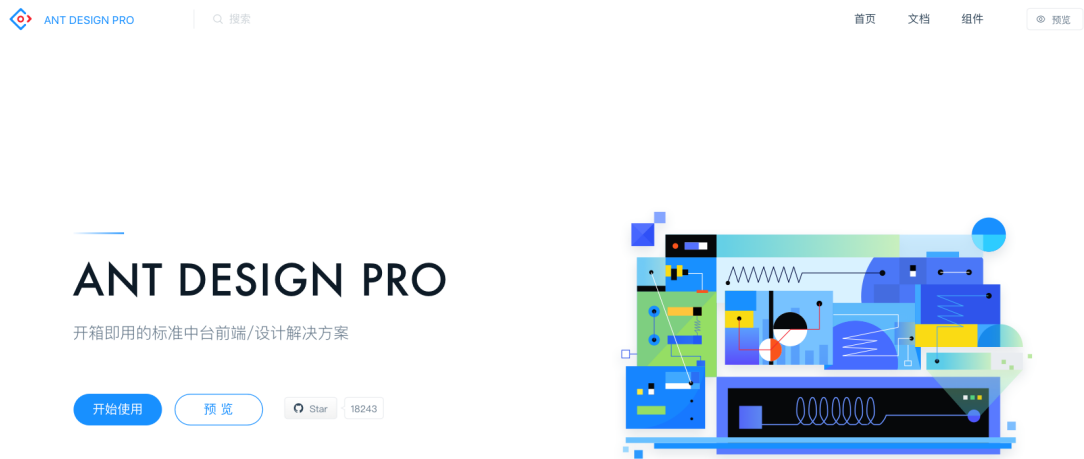 ANT DESIGN PRO
搜索
首页
文档
组件
预览
ANT DESIGN PRO
开箱即用的标准中台前端/设计解决方案
开始使用
预 览
Star
18243